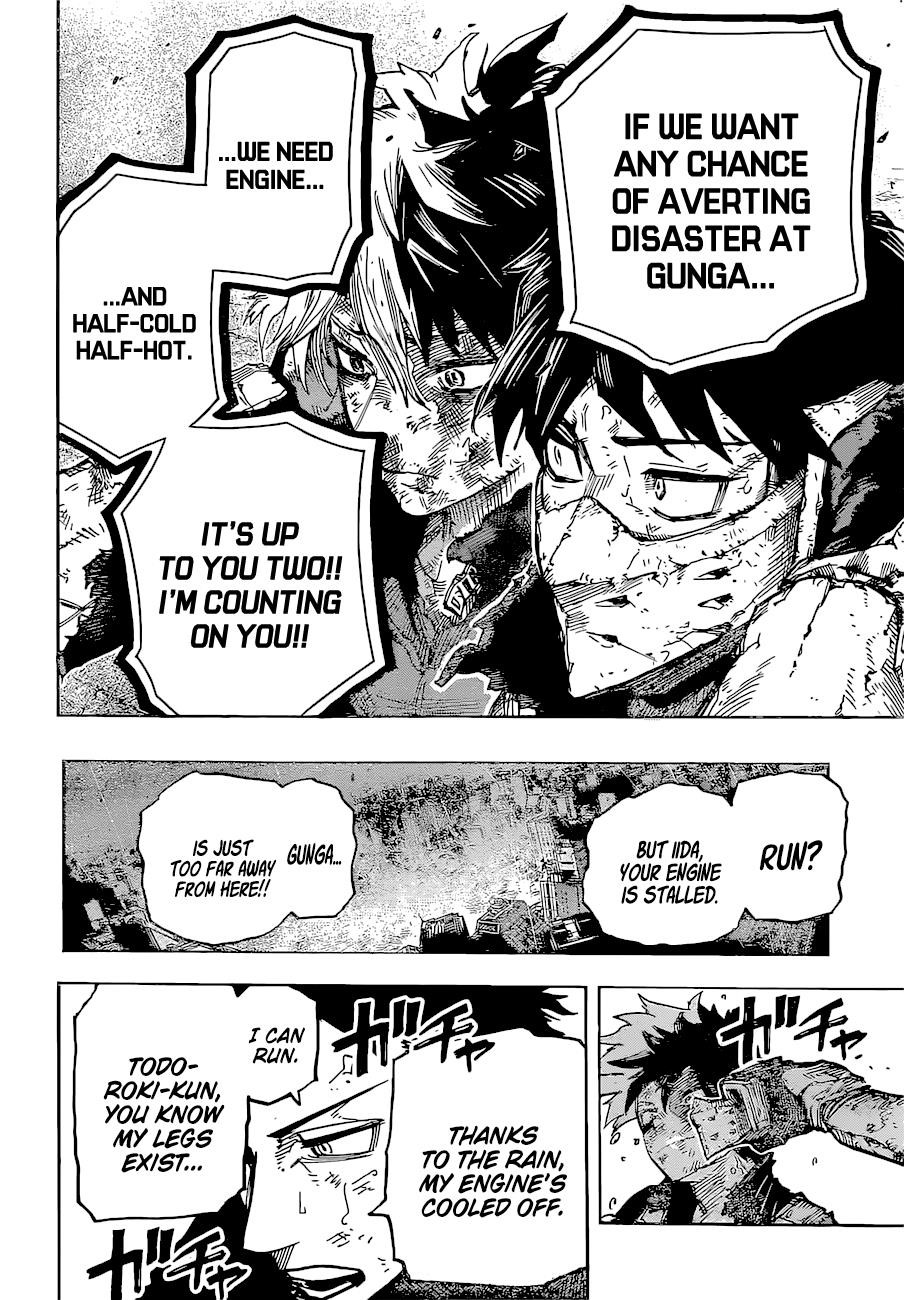 IF WE WANT
ANY CHANCE
OF AVERTING
DISASTER AT
GUNGA...
...WE NEED
ENGINE...
...AND
HALF-COLD
HALF-HOT.
IT'S UP
TO YOU TWO!!
I'M COUNTING
ON YOU!!
RUN?
BUT IIDA,
YOUR ENGINE
IS STALLED.
GUNGA...
IS JUST
TOO FAR AWAY
FROM HERE!!
ガチャ
THANKS
TO THE RAIN,
MY ENGINE'S
COOLED OFF.
ガチャ
I CAN
RUN.
TODO-
ROKI-KUN,
YOU KNOW
MY LEGS
EXIST...
ガチャ